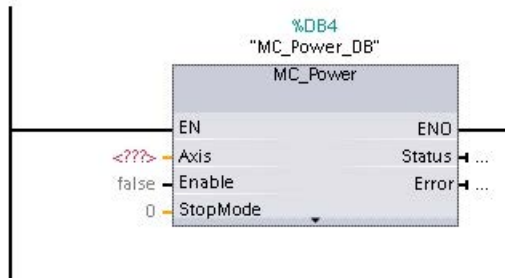 %DB4
"MC_Power_DB"
MC_Power
EN ENO
<???> Axis Status ...
false Enable Error ...
0 StopMode